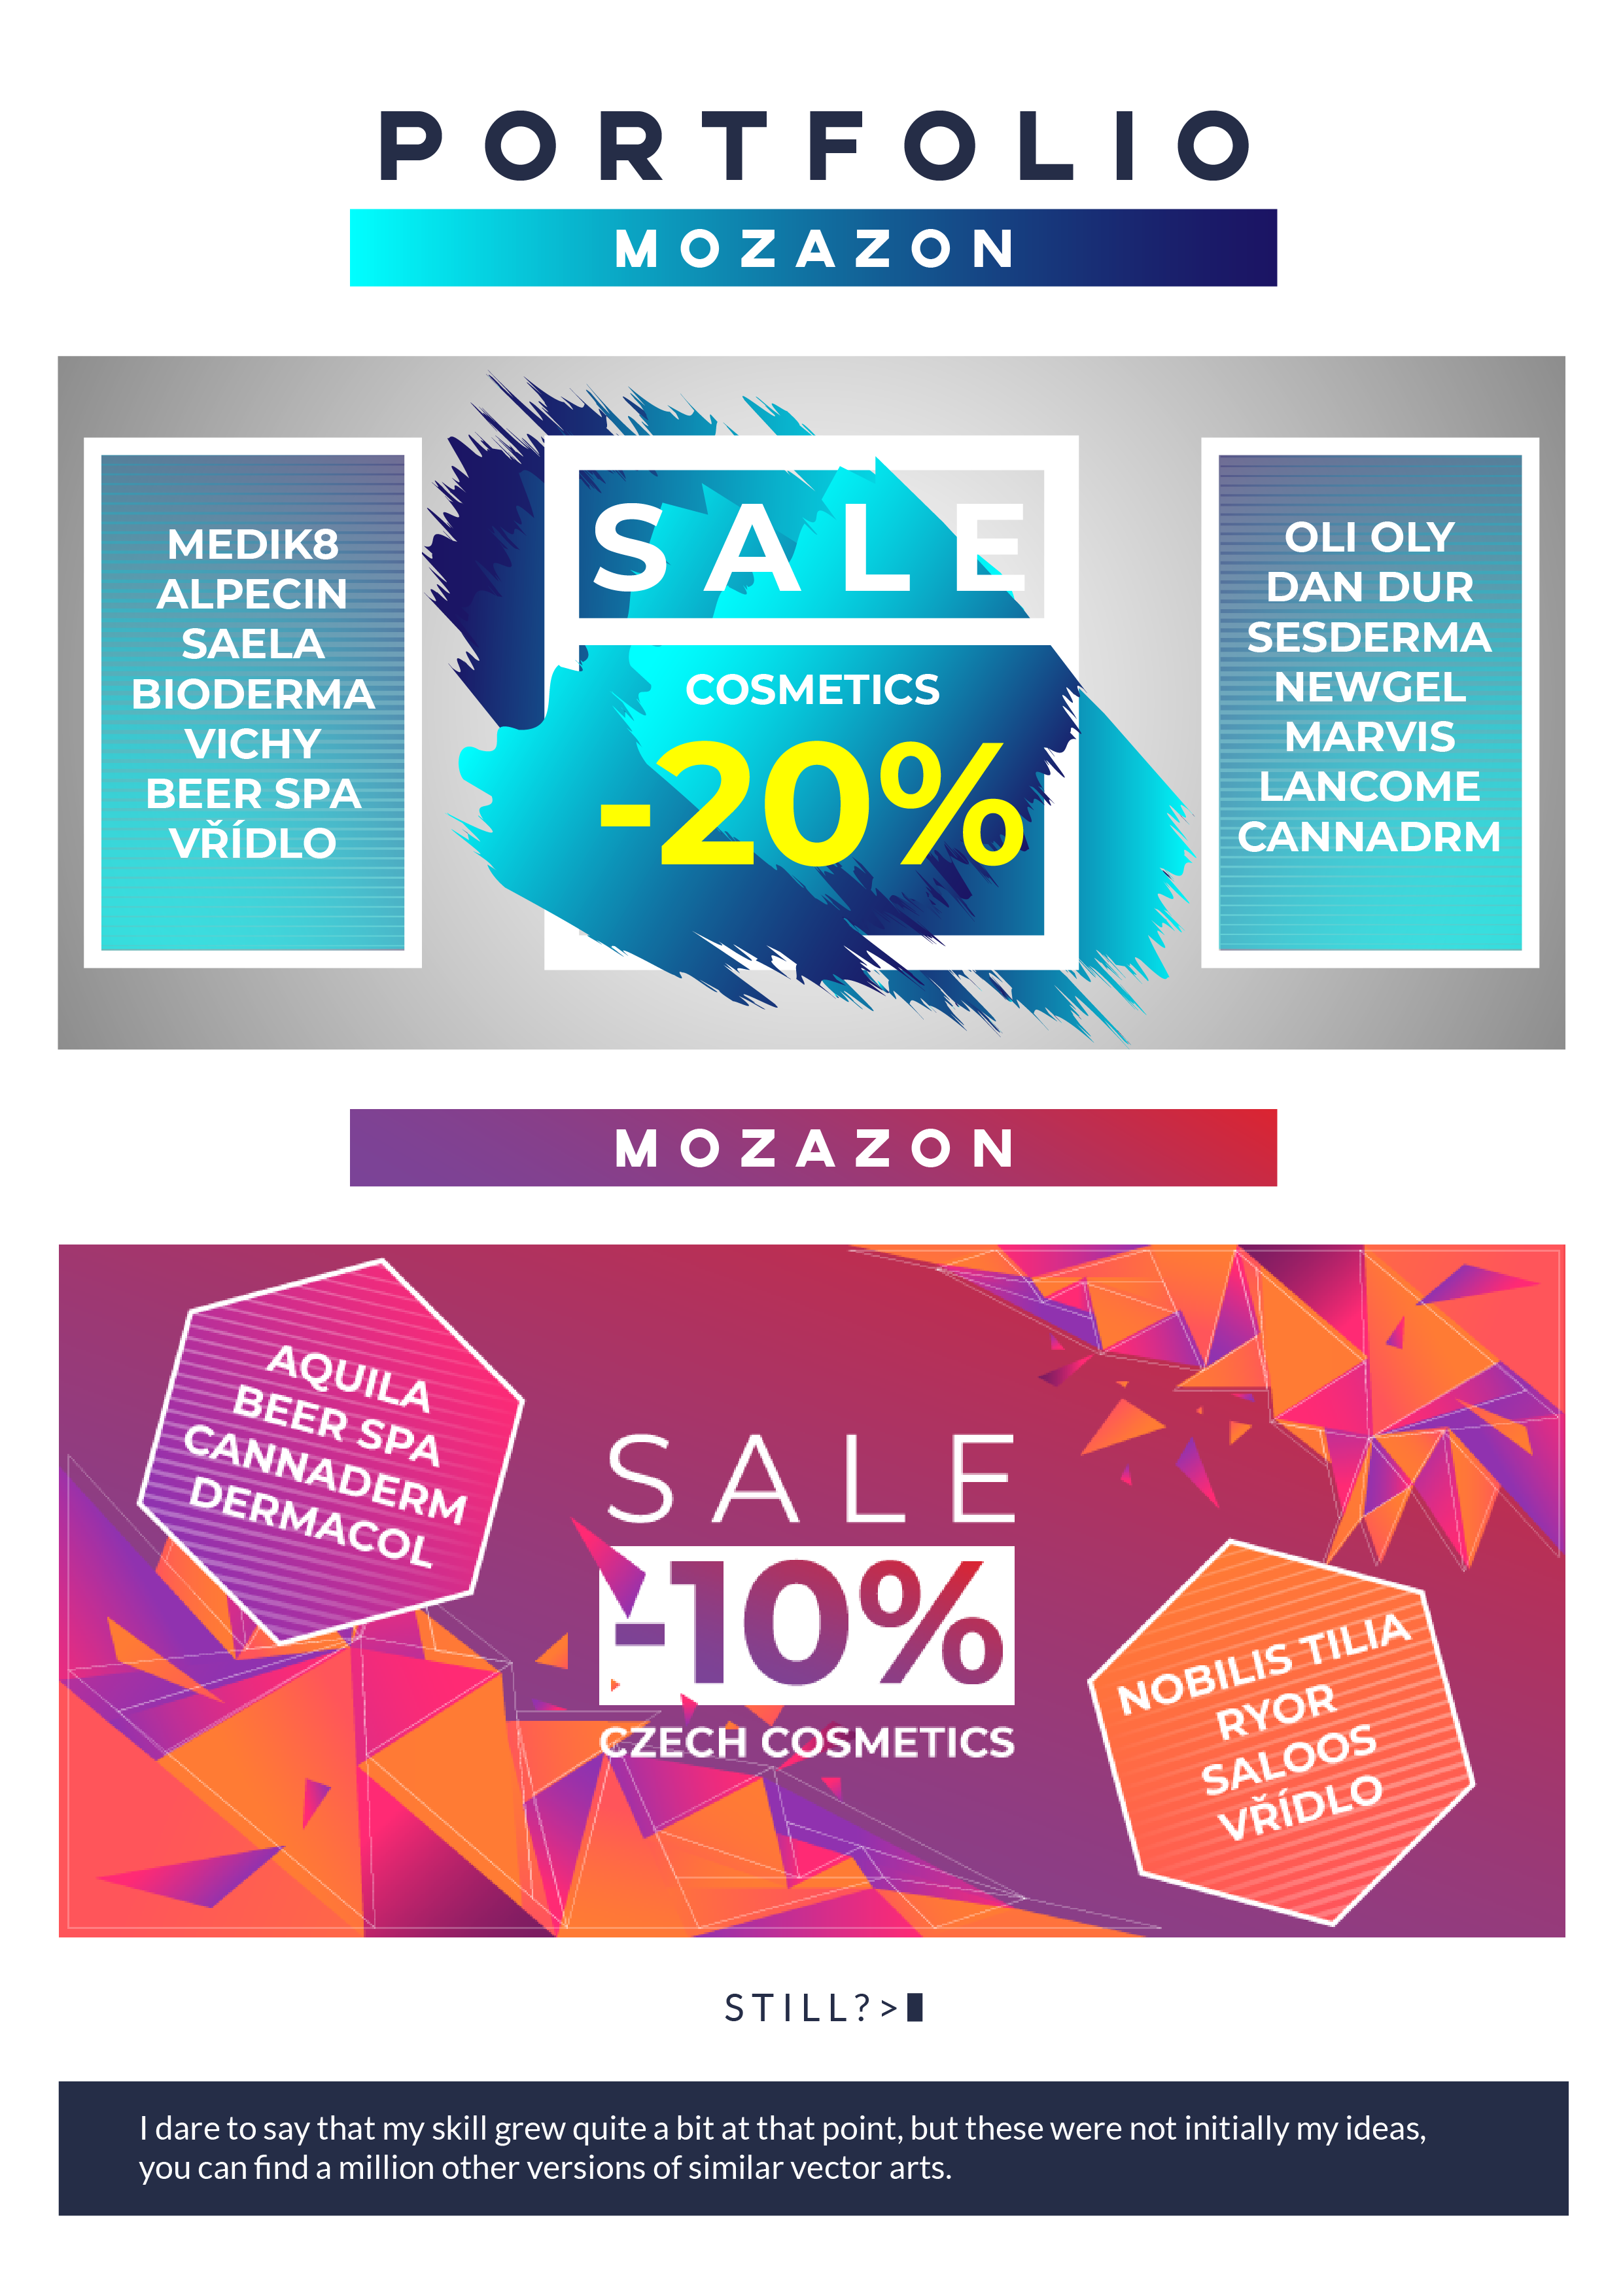 PORTFOLIO
MOZAZON
MEDIK8
ALPECIN
SAELA
BIODERMA
VICHY
BEER SPA
VŘÍDLO
SALE
COSMETICS
-20%
OLI OLY
DAN DUR
SESDERMA
NEWGEL
MARVIS
LANCOME
CANNADRM
MOZAZON
AQUILA
BEER SPA
CANNADERM
DERMACOL
SALE
-10%
CZECH COSMETICS
NOBILIS TILIA
RYOR
SALOOS
VŘÍDLO
STILL?>
I dare to say that my skill grew quite a bit at that point, but these were not initially my ideas,
you can find a million other versions of similar vector arts.